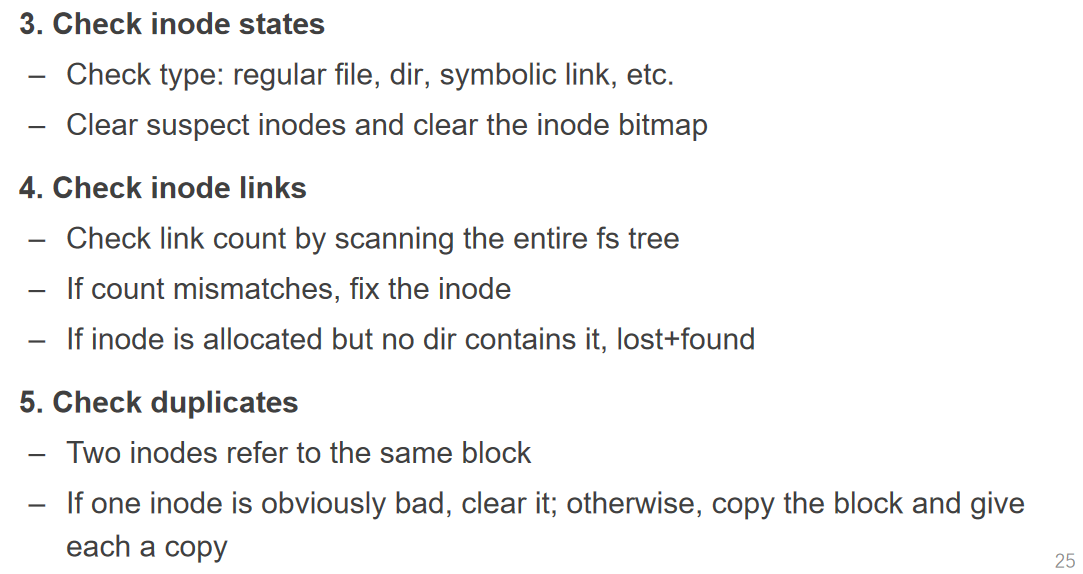 3. Check inode states
– Check type: regular file, dir, symbolic link, etc.
– Clear suspect inodes and clear the inode bitmap
4. Check inode links
– Check link count by scanning the entire fs tree
– If count mismatches, fix the inode
– If inode is allocated but no dir contains it, lost+found
5. Check duplicates
– Two inodes refer to the same block
– If one inode is obviously bad, clear it; otherwise, copy the block and give
each a copy
25